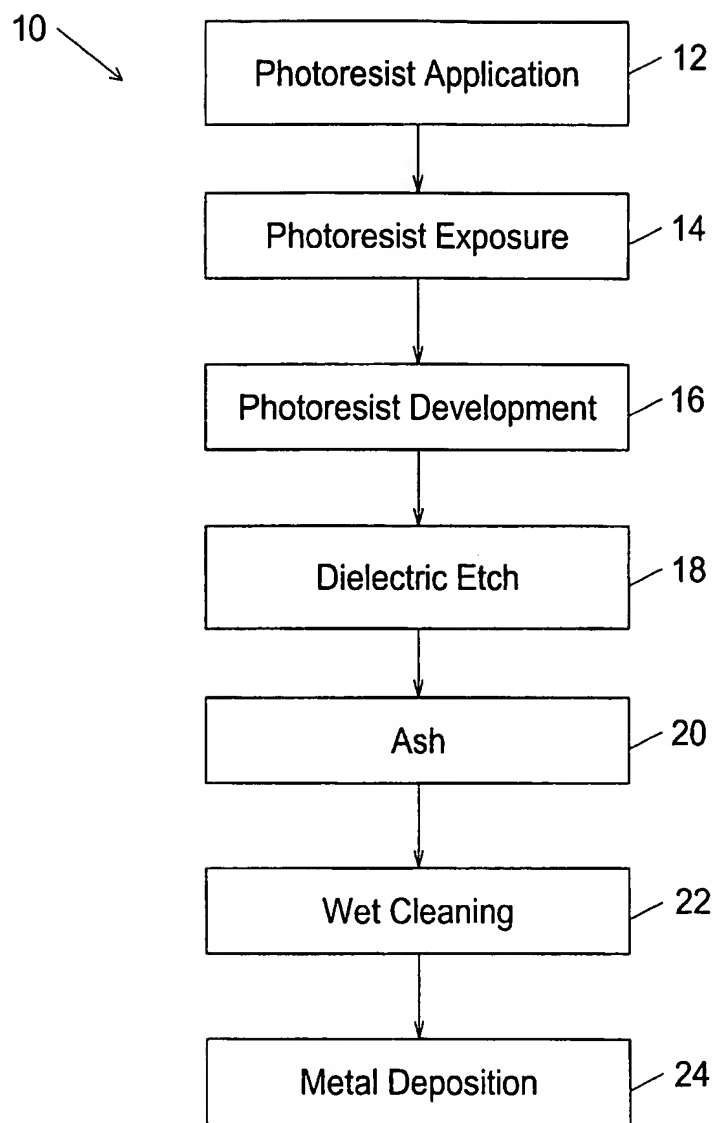 10
Photoresist Application 12
Photoresist Exposure 14
Photoresist Development 16
Dielectric Etch 18
Ash 20
Wet Cleaning 22
Metal Deposition 24